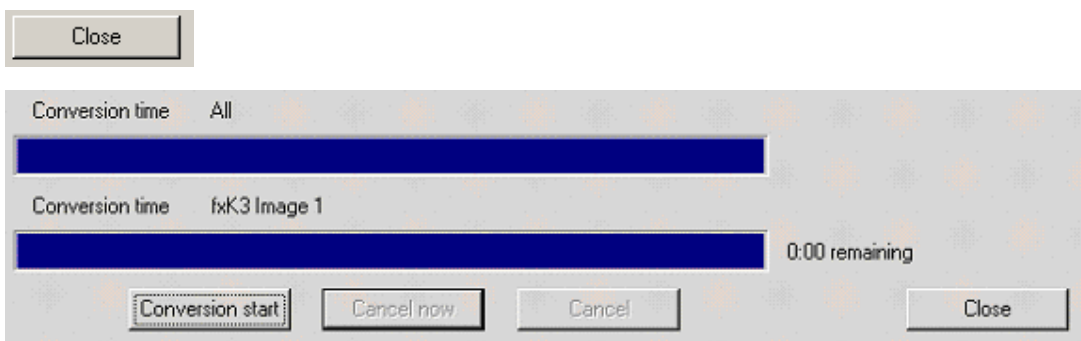 Close
Conversion time All
Conversion time fxK3 Image 1
0:00 remaining
Conversion start Cancel now Cancel Close